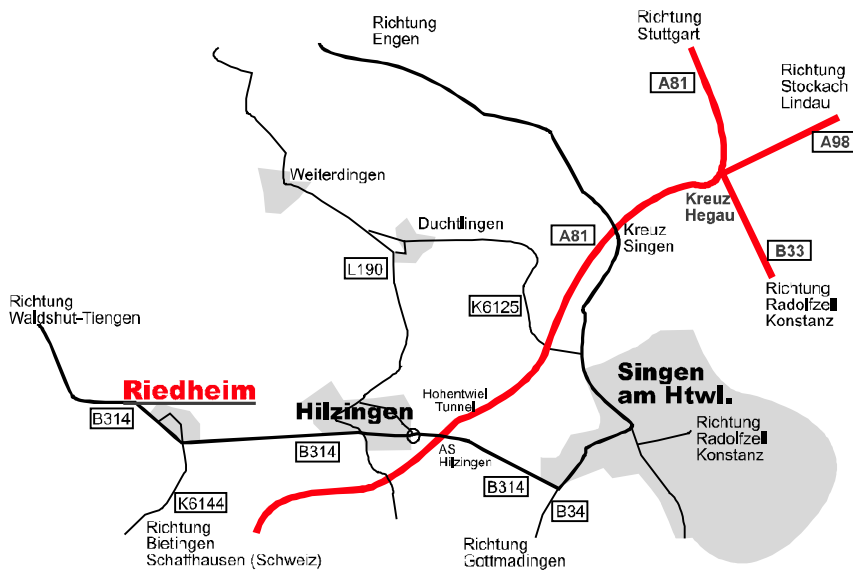 Richtung
Engen
Richtung
Stuttgart
A81
Richtung
Stockach
Lindau
A98
Weiterdingen
Kreuz
Hegau
Duchtlingen
A81
Kreuz
Singen
B33
L190
Richtung
Radolfzell
Konstanz
Richtung
Waldshut-Tiengen
K6125
Riedheim
Singen
am Htwl.
Hohentwiel
Tunnel
Hilzingen
B314
Richtung
Radolfzell
Konstanz
B314
AS
Hilzingen
B314
K6144
B34
Richtung
Bietingen
Schaffhausen (Schweiz)
Richtung
Gottmadingen